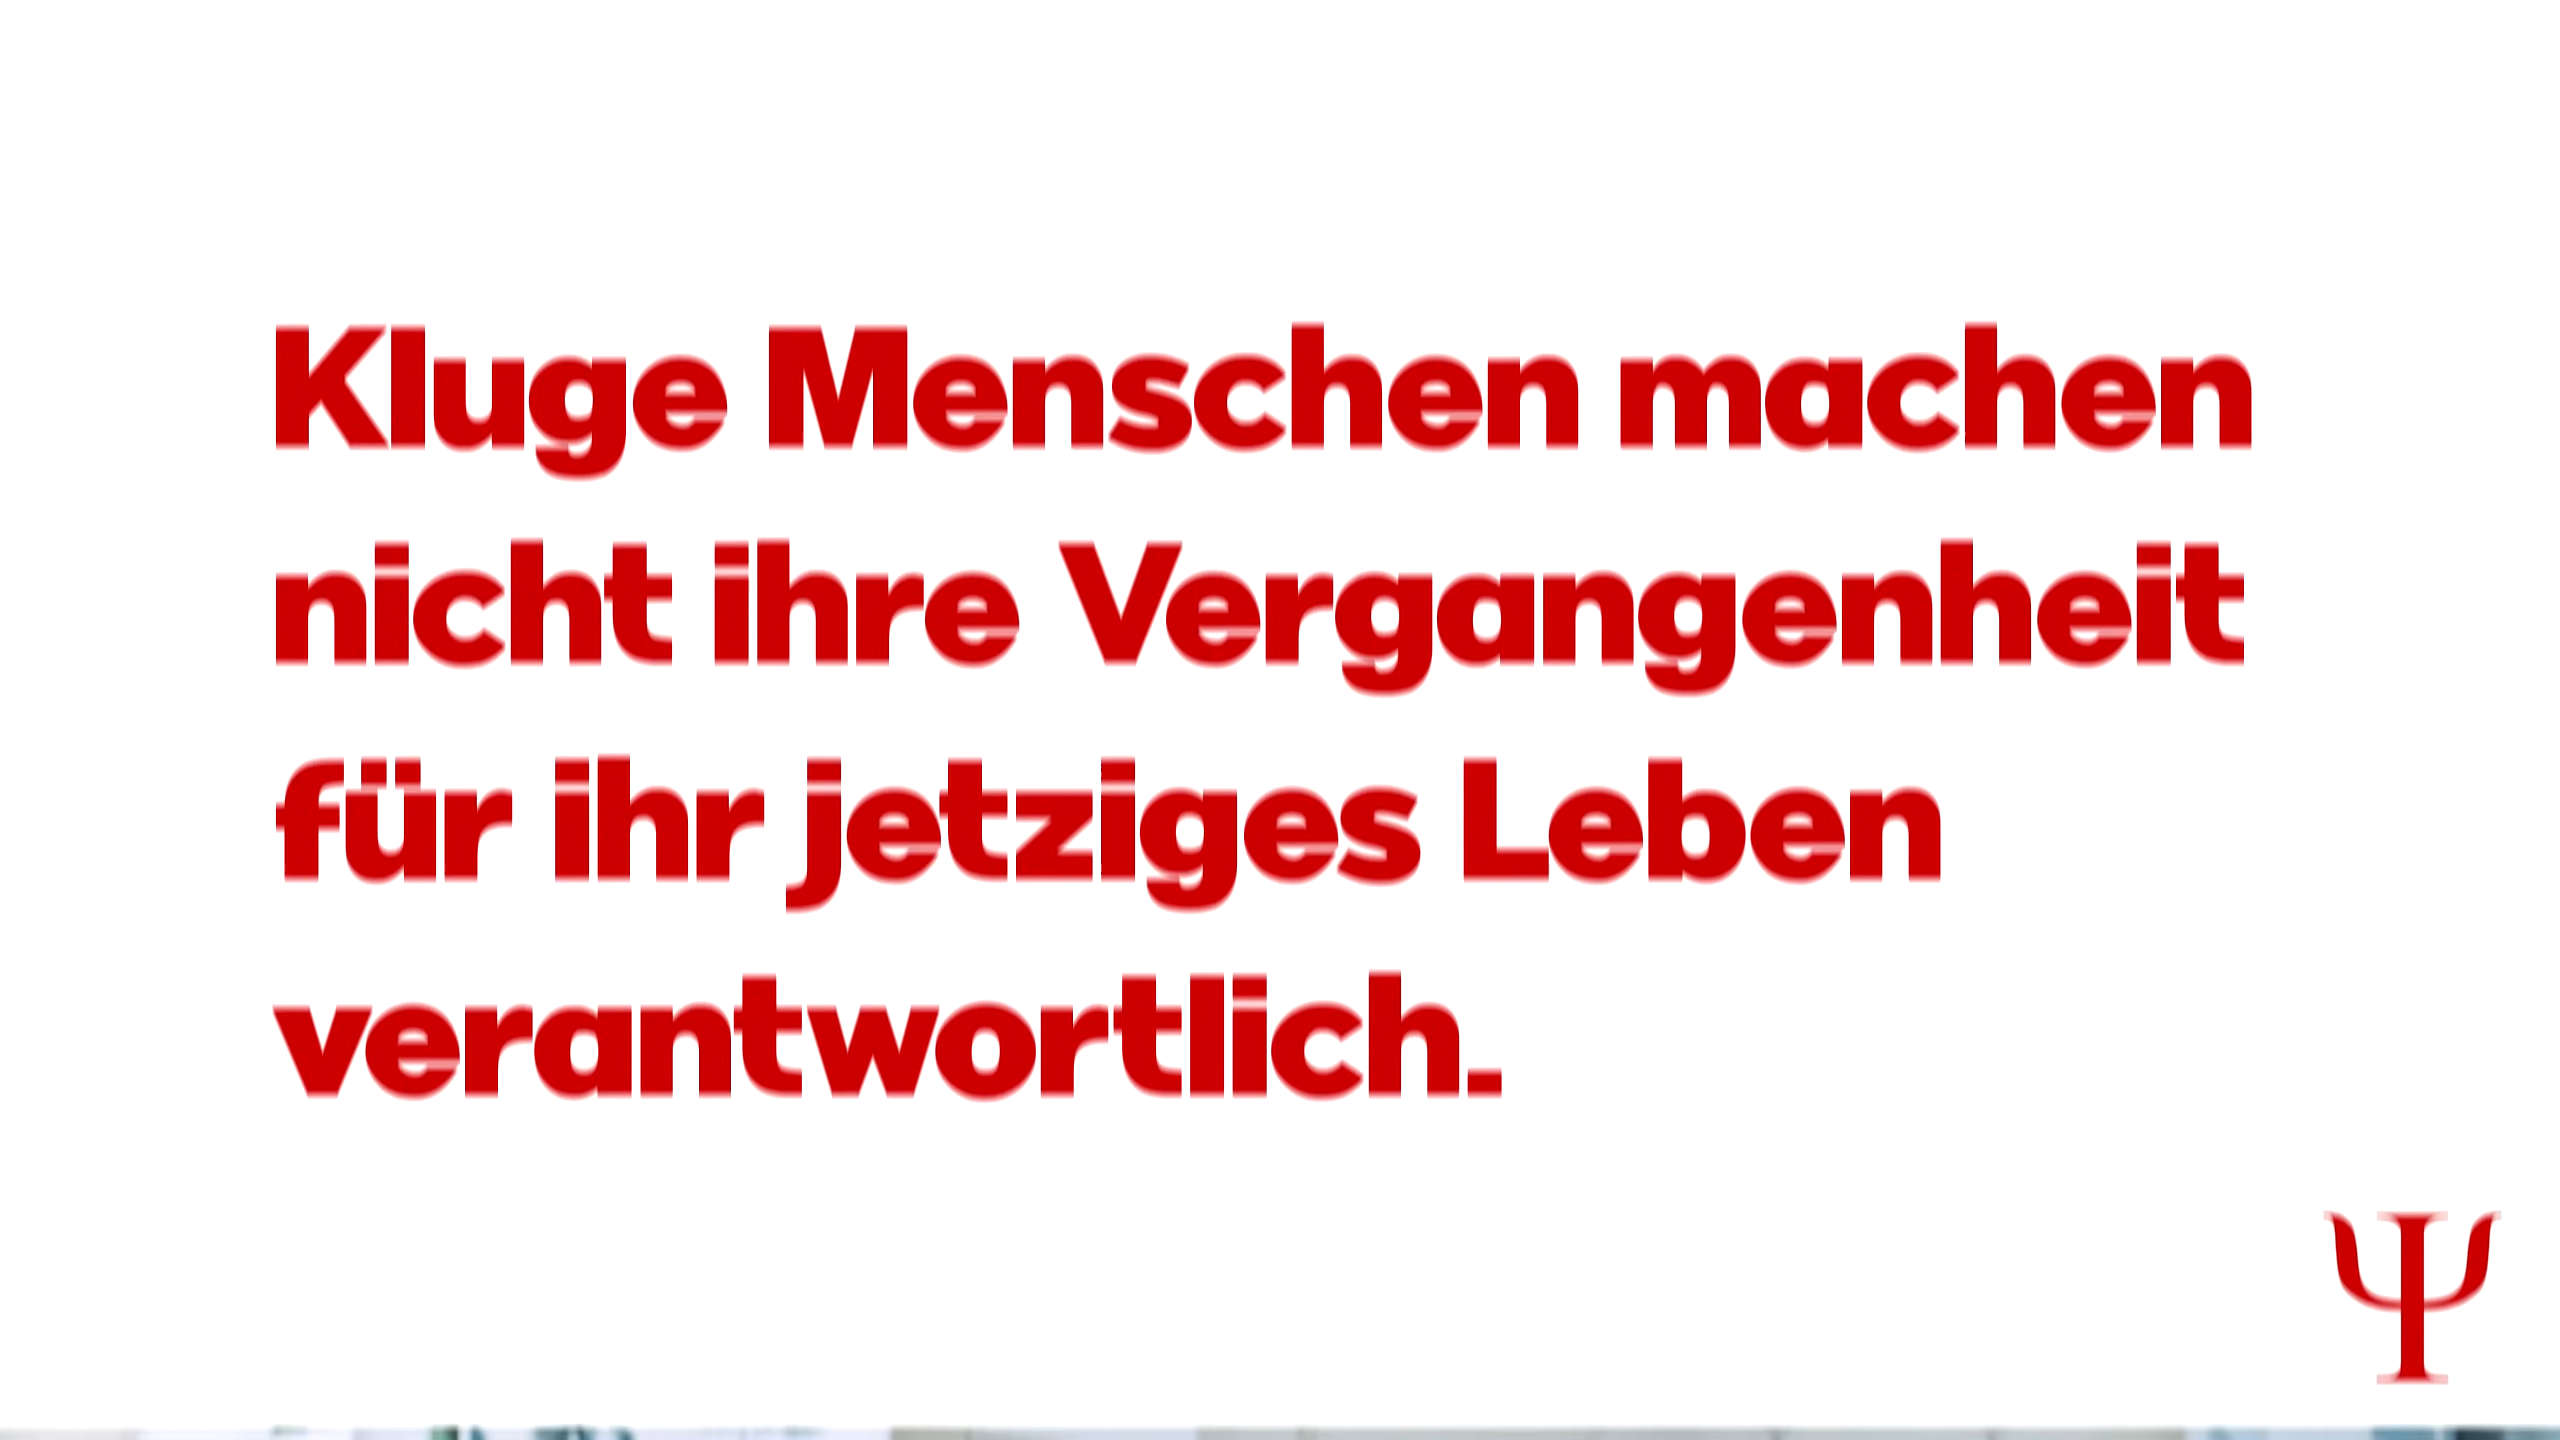 Kluge Menschen machen
nicht ihre Vergangenheit
für ihr jetziges Leben
verantwortlich.
Ψ